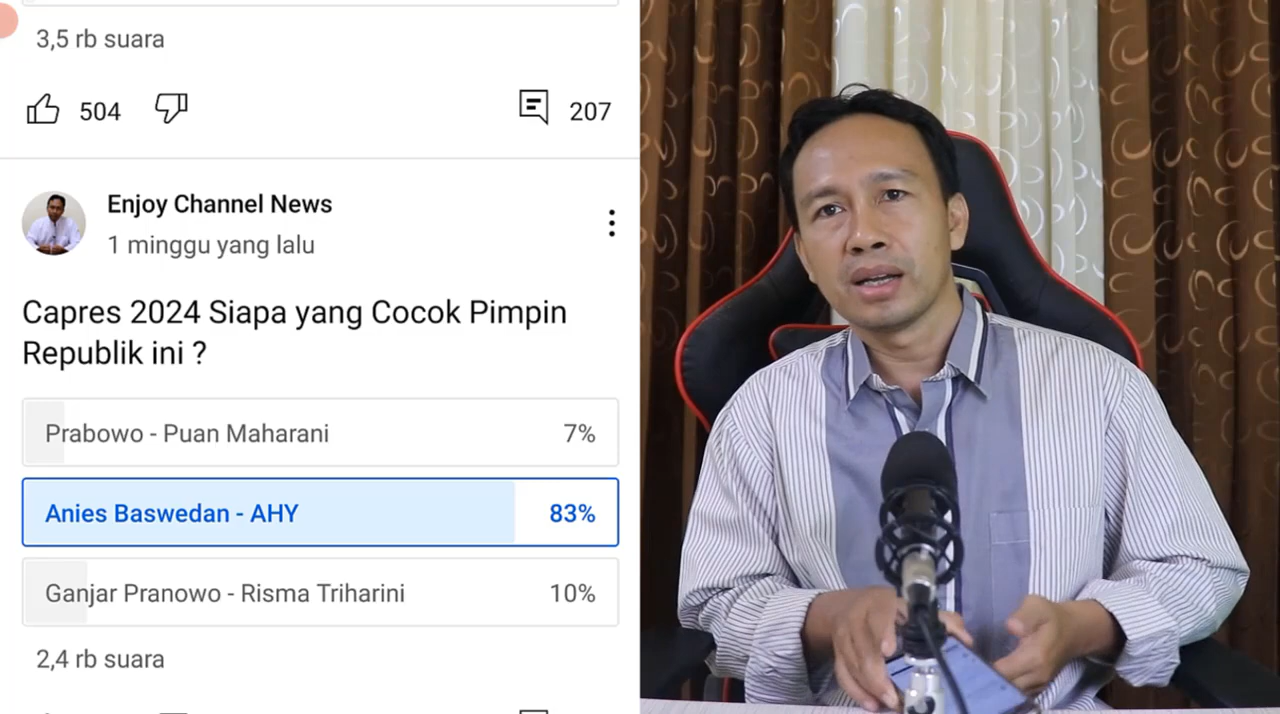 3,5 rb suara
504
207
Enjoy Channel News
1 minggu yang lalu
Capres 2024 Siapa yang Cocok Pimpin
Republik ini ?
Prabowo - Puan Maharani 7%
Anies Baswedan - AHY 83%
Ganjar Pranowo - Risma Triharini 10%
2,4 rb suara